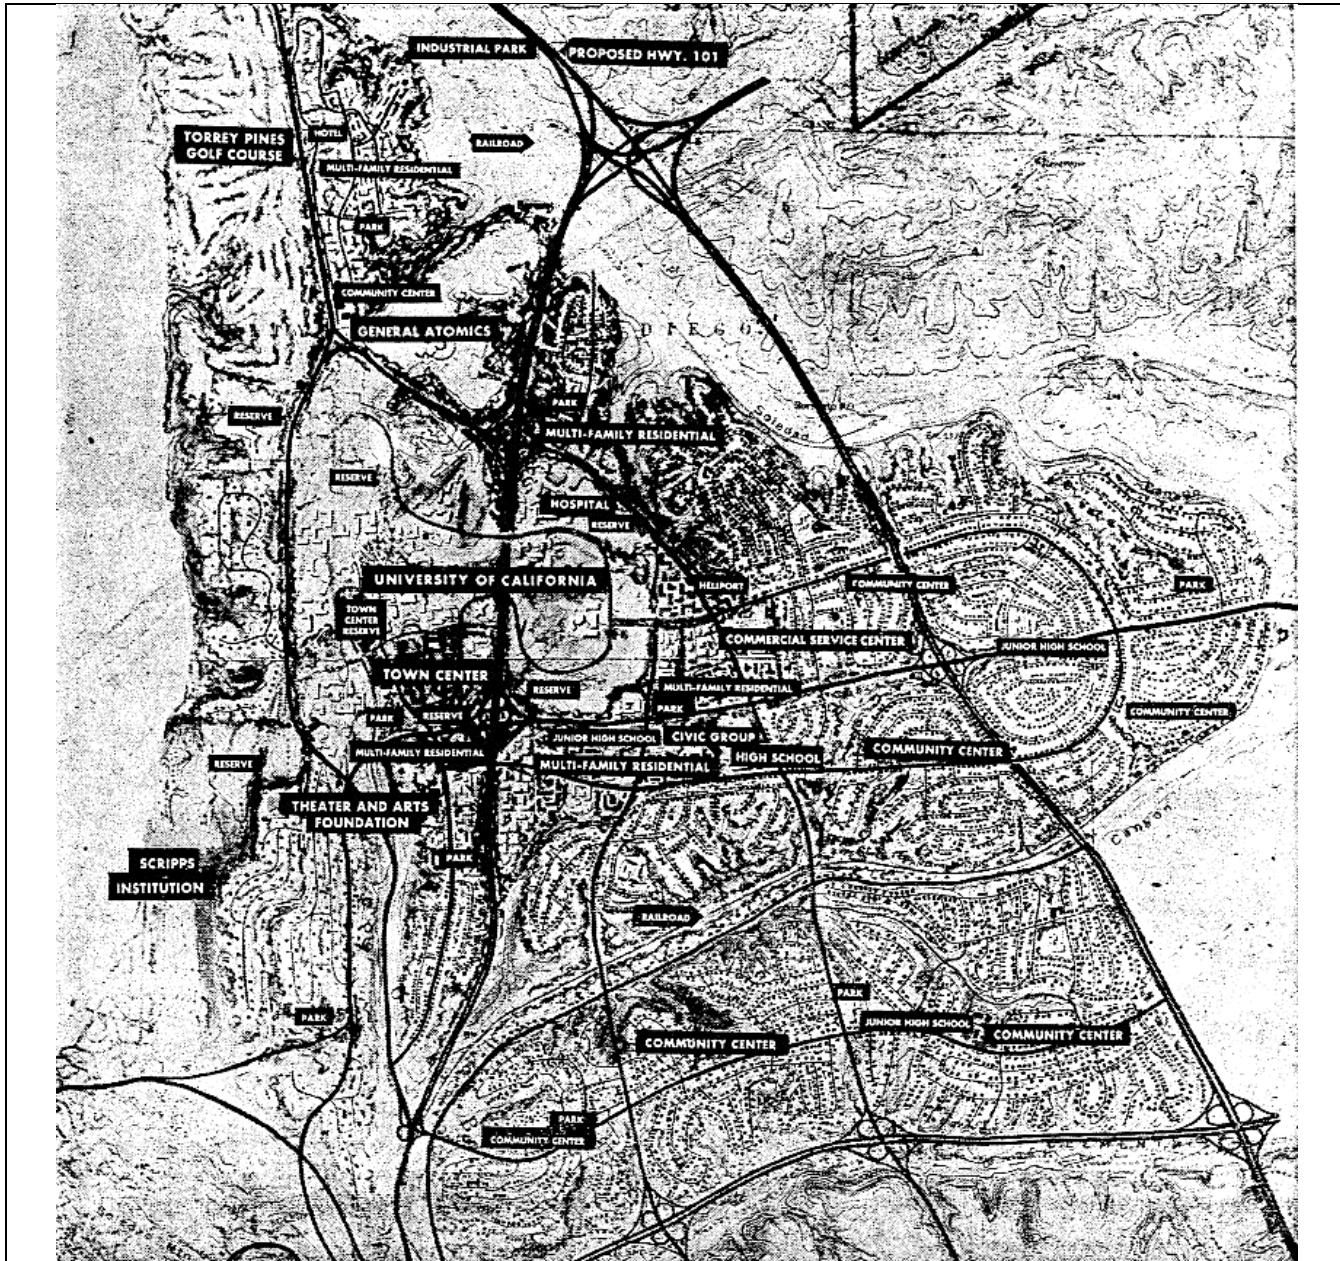 INDUSTRIAL PARK
PROPOSED HWY. 101
TORREY PINES
GOLF COURSE
HOTEL
RAILROAD
MULTI-FAMILY RESIDENTIAL
PARK
COMMUNITY CENTER
GENERAL ATOMICS
DIEGO
PARK
RESERVE
Soledad
MULTI-FAMILY RESIDENTIAL
RESERVE
HOSPITAL
RESERVE
UNIVERSITY OF CALIFORNIA
HELIPORT
COMMUNITY CENTER
PARK
TOWN
CENTER
RESERVE
COMMERCIAL SERVICE CENTER
JUNIOR HIGH SCHOOL
TOWN CENTER
RESERVE
MULTI-FAMILY RESIDENTIAL
PARK
PARK
RESERVE
COMMUNITY CENTER
JUNIOR HIGH SCHOOL
CIVIC GROUP
MULTI-FAMILY RESIDENTIAL
HIGH SCHOOL
COMMUNITY CENTER
RESERVE
MULTI-FAMILY RESIDENTIAL
THEATER AND ARTS
FOUNDATION
Canyon
SCRIPPS
INSTITUTION
PARK
RAILROAD
PARK
PARK
JUNIOR HIGH SCHOOL
COMMUNITY CENTER
COMMUNITY CENTER
PARK
COMMUNITY CENTER